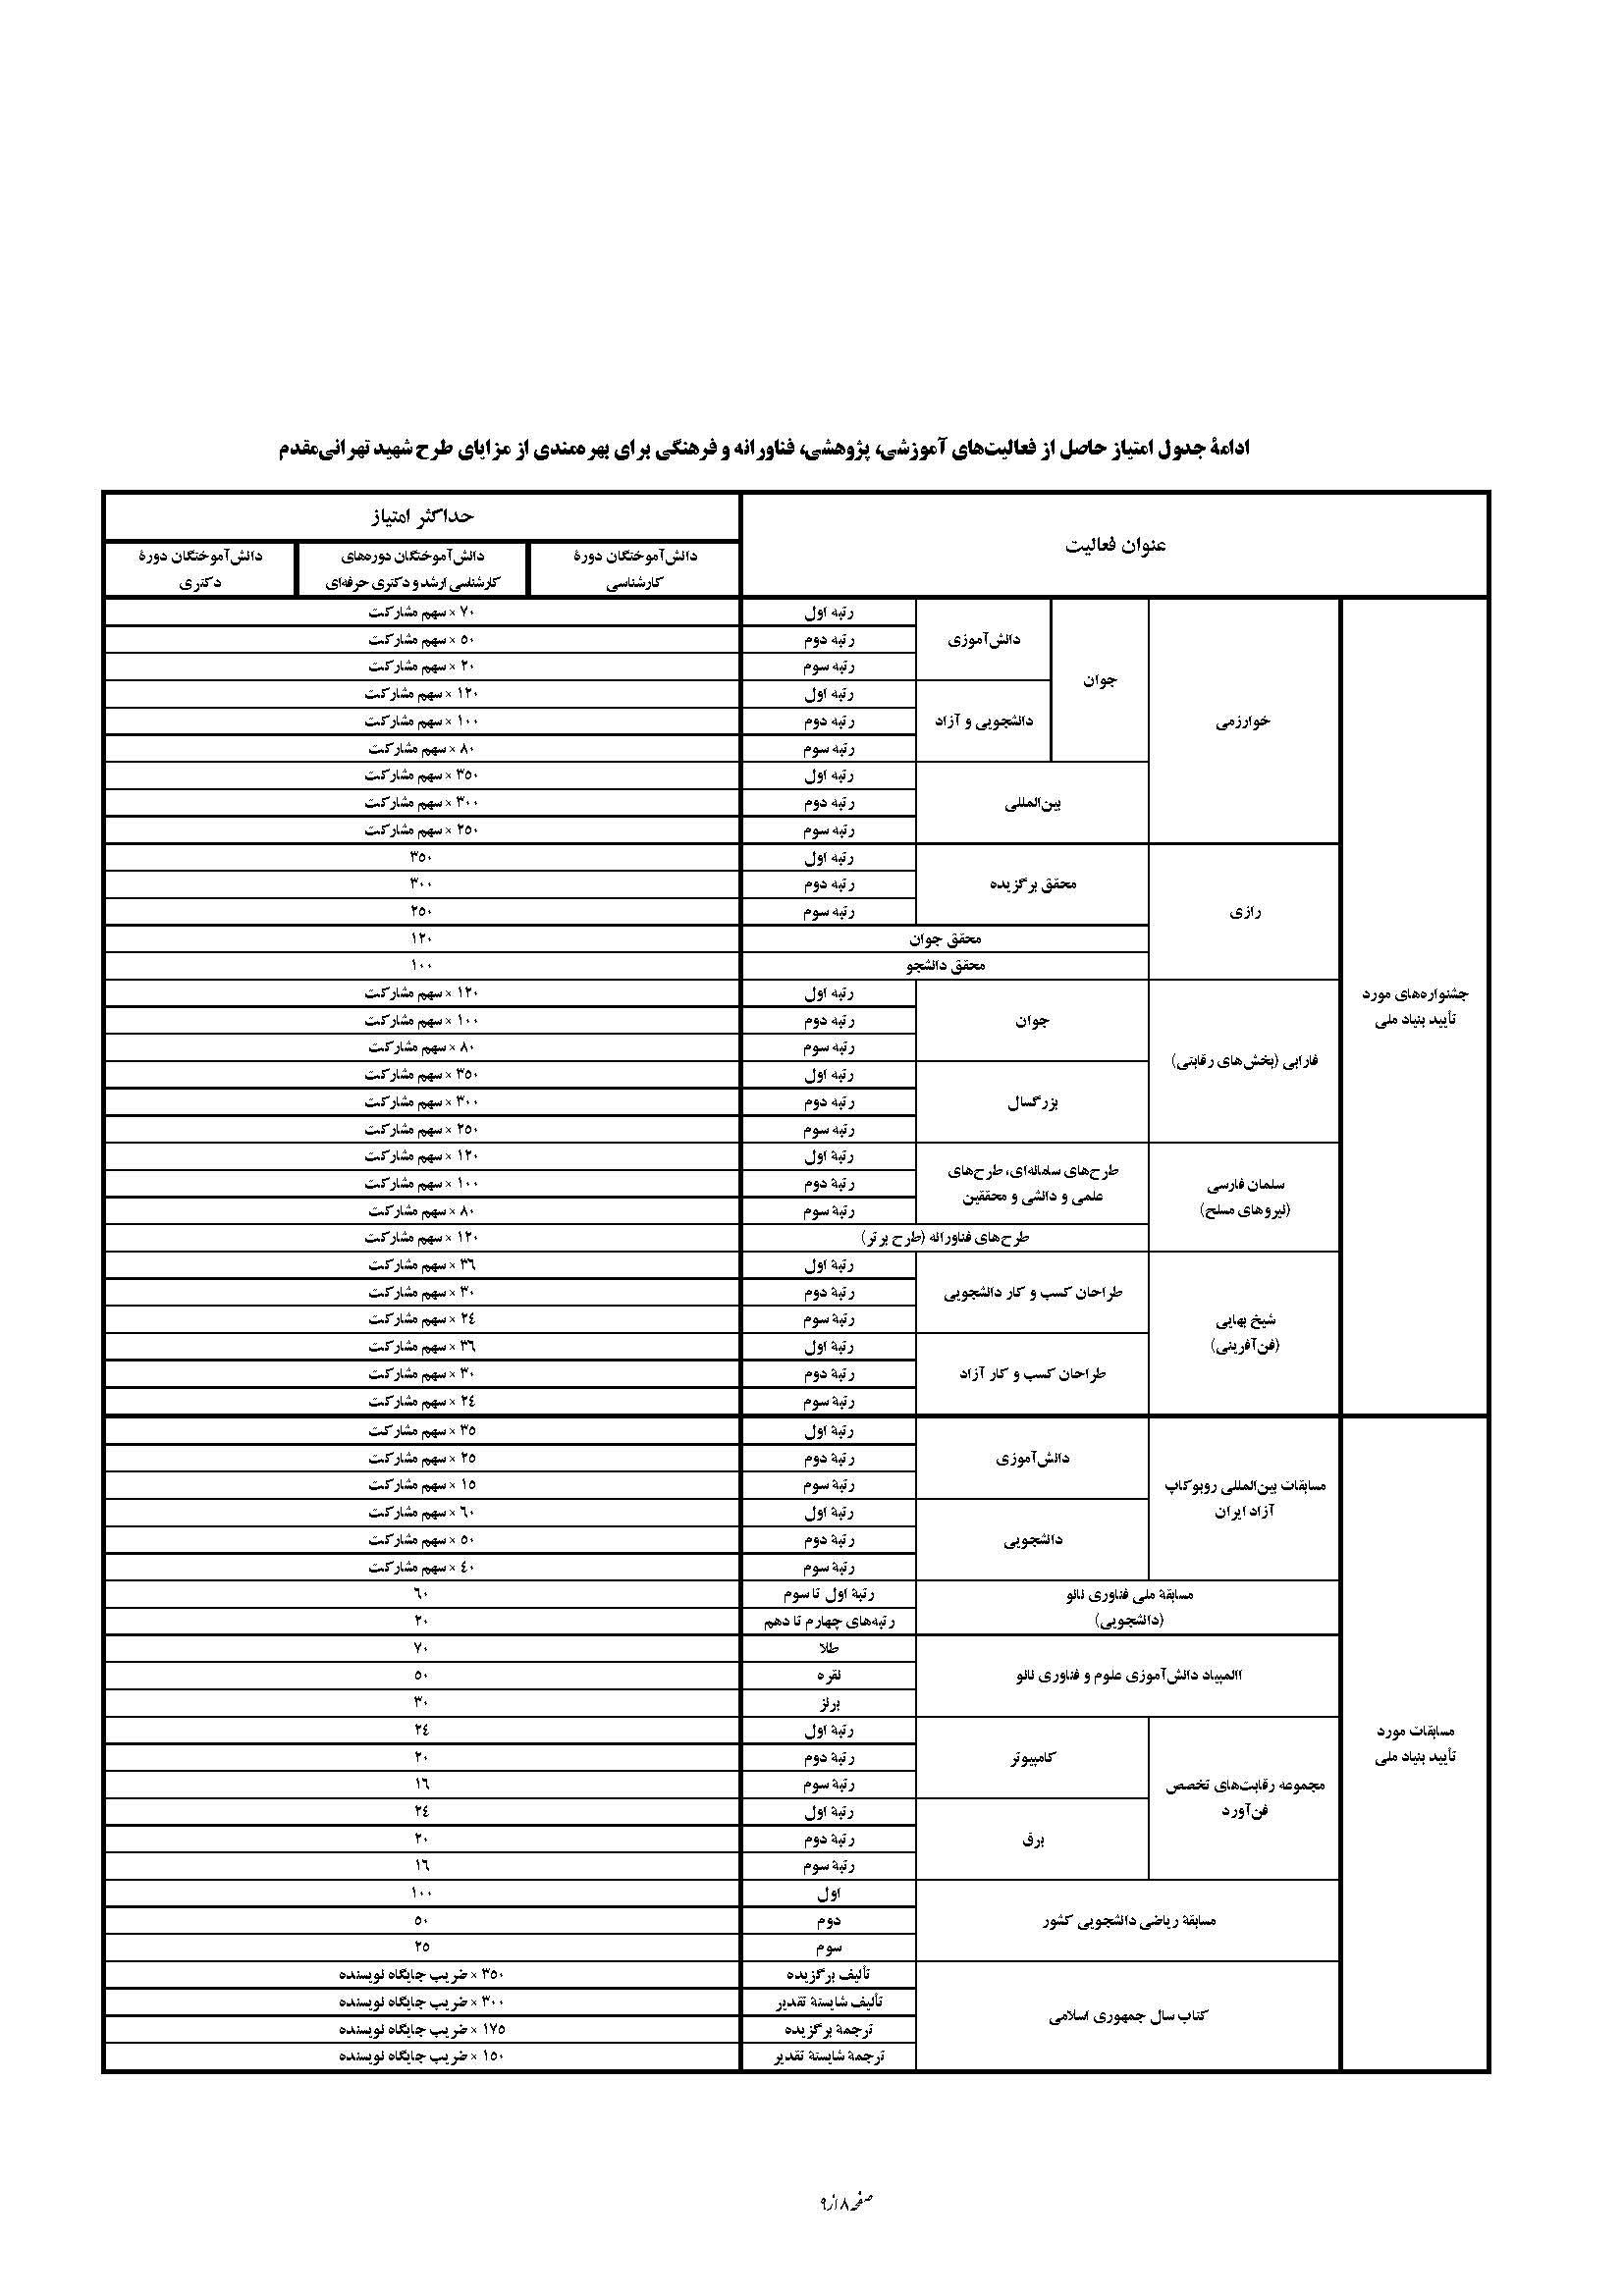 ادامهٔ جدول امتیاز حاصل از فعالیت‌های آموزشی، پژوهشی، فناورانه و فرهنگی برای بهره‌مندی از مزایای طرح شهید تهرانی‌مقدم
عنوان فعالیت
حداکثر امتیاز
دانش‌آموختگان دورهٔ
کارشناسی
دانش‌آموختگان دوره‌های
کارشناسی ارشد و دکتری حرفه‌ای
دانش‌آموختگان دورهٔ
دکتری
جشنواره‌های مورد
تأیید بنیاد ملی
خوارزمی
جوان
دانش‌آموزی
رتبه اول
۷۰ × سهم مشارکت
رتبه دوم
۵۰ × سهم مشارکت
رتبه سوم
۲۰ × سهم مشارکت
دانشجویی و آزاد
رتبه اول
۱۲۰ × سهم مشارکت
رتبه دوم
۱۰۰ × سهم مشارکت
رتبه سوم
۸۰ × سهم مشارکت
بین‌المللی
رتبه اول
۳۵۰ × سهم مشارکت
رتبه دوم
۳۰۰ × سهم مشارکت
رتبه سوم
۲۵۰ × سهم مشارکت
رازی
محقق برگزیده
رتبه اول
۳۵۰
رتبه دوم
۳۰۰
رتبه سوم
۲۵۰
محقق جوان
۱۲۰
محقق دانشجو
۱۰۰
فارابی (بخش‌های رقابتی)
جوان
رتبه اول
۱۲۰ × سهم مشارکت
رتبه دوم
۱۰۰ × سهم مشارکت
رتبه سوم
۸۰ × سهم مشارکت
بزرگسال
رتبه اول
۳۵۰ × سهم مشارکت
رتبه دوم
۳۰۰ × سهم مشارکت
رتبه سوم
۲۵۰ × سهم مشارکت
سلمان فارسی
(نیروهای مسلح)
طرح‌های سامانه‌ای، طرح‌های
علمی و دانشی و محققین
رتبهٔ اول
۱۲۰ × سهم مشارکت
رتبهٔ دوم
۱۰۰ × سهم مشارکت
رتبهٔ سوم
۸۰ × سهم مشارکت
طرح‌های فناورانه (طرح برتر)
۱۲۰ × سهم مشارکت
شیخ بهایی
(فن‌آفرینی)
طراحان کسب و کار دانشجویی
رتبهٔ اول
۳۶ × سهم مشارکت
رتبهٔ دوم
۳۰ × سهم مشارکت
رتبهٔ سوم
۲۴ × سهم مشارکت
طراحان کسب و کار آزاد
رتبهٔ اول
۳۶ × سهم مشارکت
رتبهٔ دوم
۳۰ × سهم مشارکت
رتبهٔ سوم
۲۴ × سهم مشارکت
مسابقات مورد
تأیید بنیاد ملی
مسابقات بین‌المللی روبوکاپ
آزاد ایران
دانش‌آموزی
رتبهٔ اول
۳۵ × سهم مشارکت
رتبهٔ دوم
۲۵ × سهم مشارکت
رتبهٔ سوم
۱۵ × سهم مشارکت
دانشجویی
رتبهٔ اول
۶۰ × سهم مشارکت
رتبهٔ دوم
۵۰ × سهم مشارکت
رتبهٔ سوم
۴۰ × سهم مشارکت
مسابقهٔ ملی فناوری نانو
(دانشجویی)
رتبهٔ اول تا سوم
۶۰
رتبه‌های چهارم تا دهم
۲۰
االمپیاد دانش‌آموزی علوم و فناوری نانو
طلا
۷۰
نقره
۵۰
برنز
۳۰
مجموعه رقابت‌های تخصص
فن‌آورد
کامپیوتر
رتبهٔ اول
۲۴
رتبهٔ دوم
۲۰
رتبهٔ سوم
۱۶
برق
رتبهٔ اول
۲۴
رتبهٔ دوم
۲۰
رتبهٔ سوم
۱۶
مسابقهٔ ریاضی دانشجویی کشور
اول
۱۰۰
دوم
۵۰
سوم
۲۵
کتاب سال جمهوری اسلامی
تألیف برگزیده
۳۵۰ × ضریب جایگاه نویسنده
تألیف شایستهٔ تقدیر
۳۰۰ × ضریب جایگاه نویسنده
ترجمهٔ برگزیده
۱۷۵ × ضریب جایگاه نویسنده
ترجمهٔ شایستهٔ تقدیر
۱۵۰ × ضریب جایگاه نویسنده
صفحه ۸ از ۹